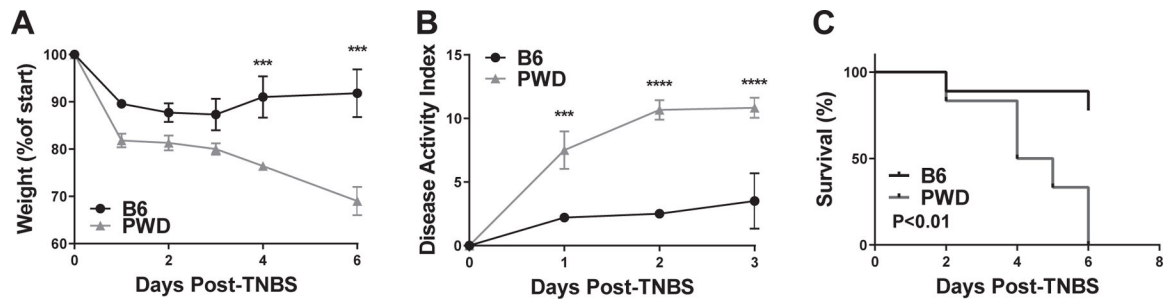 A
Weight (%of start)
100
90
80
70
60
***
***
B6
PWD
0
2
4
6
Days Post-TNBS
B
Disease Activity Index
15
10
5
0
B6
PWD
***
****
****
0
1
2
3
Days Post-TNBS
C
Survival (%)
100
50
0
B6
PWD
P<0.01
0
2
4
6
8
Days Post-TNBS